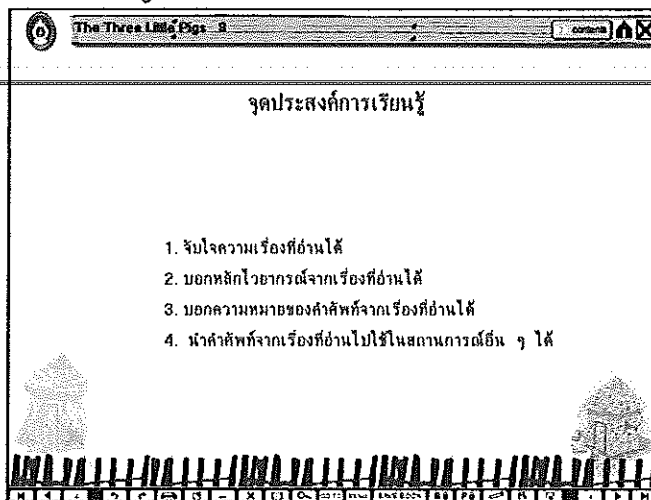 The Three Little Pigs
contents
จุดประสงค์การเรียนรู้
1. จับใจความเรื่องที่อ่านได้
2. บอกหลักไวยากรณ์จากเรื่องที่อ่านได้
3. บอกความหมายของคำศัพท์จากเรื่องที่อ่านได้
4. นำคำศัพท์จากเรื่องที่อ่านไปใช้ในสถานการณ์อื่น ๆ ได้